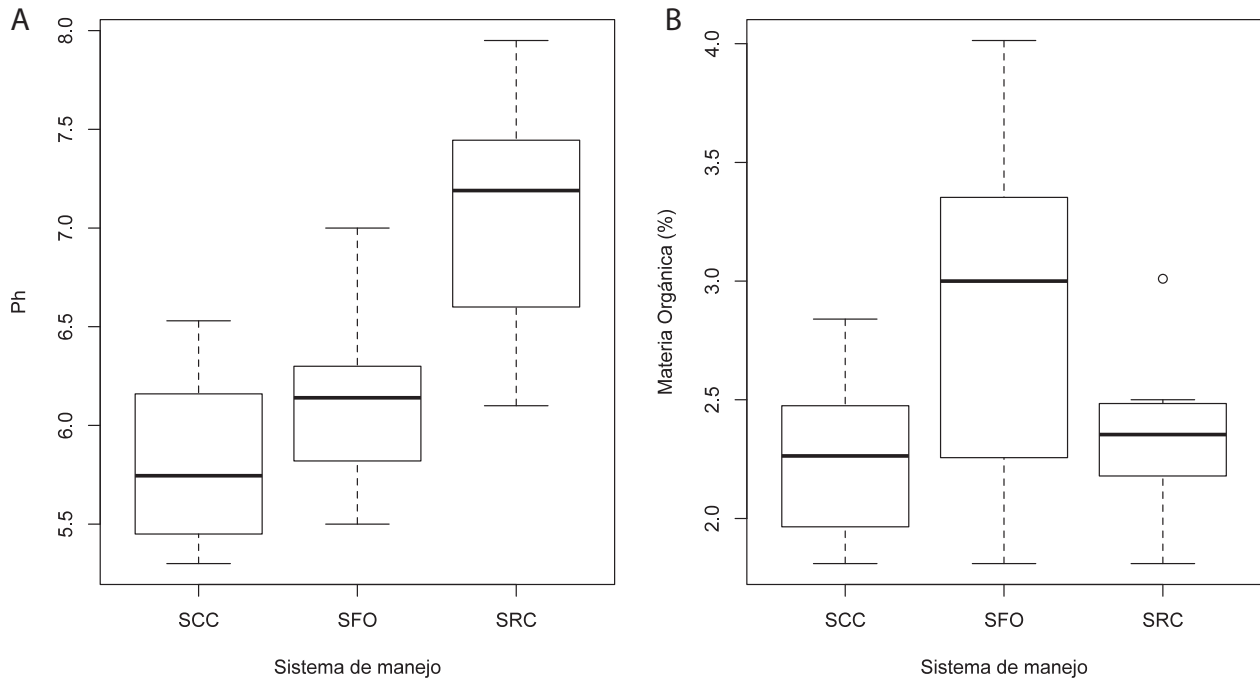 A
Ph
8.0
7.5
7.0
6.5
6.0
5.5
SCC SFO SRC
Sistema de manejo
B
Materia Orgánica (%)
4.0
3.5
3.0
2.5
2.0
SCC SFO SRC
Sistema de manejo